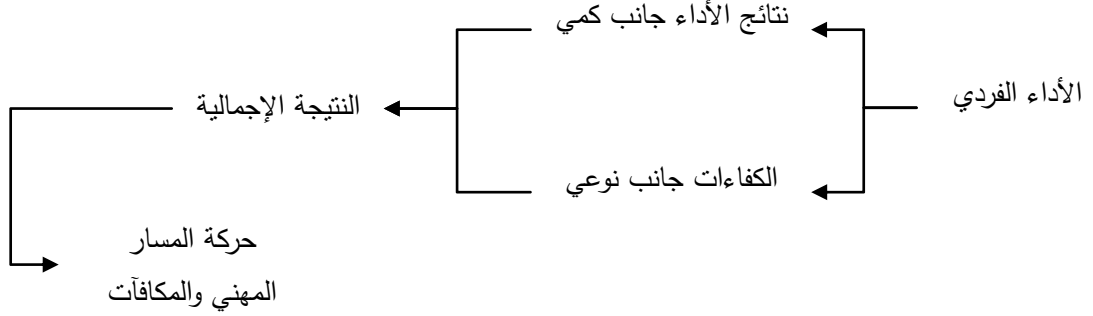 نتائج الأداء جانب كمي
الأداء الفردي
النتيجة الإجمالية
الكفاءات جانب نوعي
حركة المسار
المهني والمكافآت